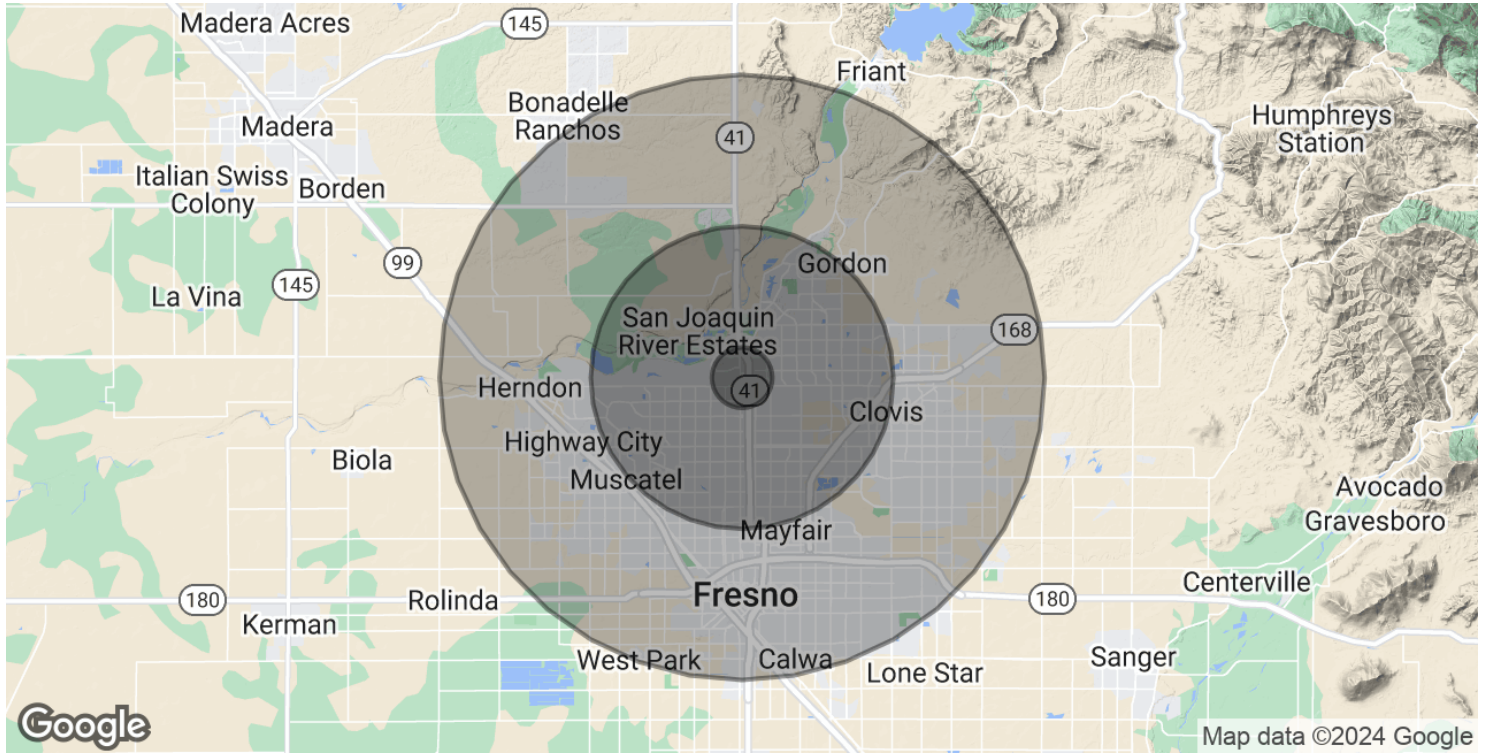 Madera Acres
145
Friant
Bonadelle
Ranchos
Humphreys
Station
Madera
41
Italian Swiss
Colony
Borden
99
Gordon
145
La Vina
San Joaquin
River Estates
168
Herndon
41
Clovis
Highway City
Biola
Muscatel
Avocado
Mayfair
Gravesboro
Centerville
180
Rolinda
Fresno
180
Kerman
West Park
Calwa
Lone Star
Sanger
Google
Map data ©2024 Google